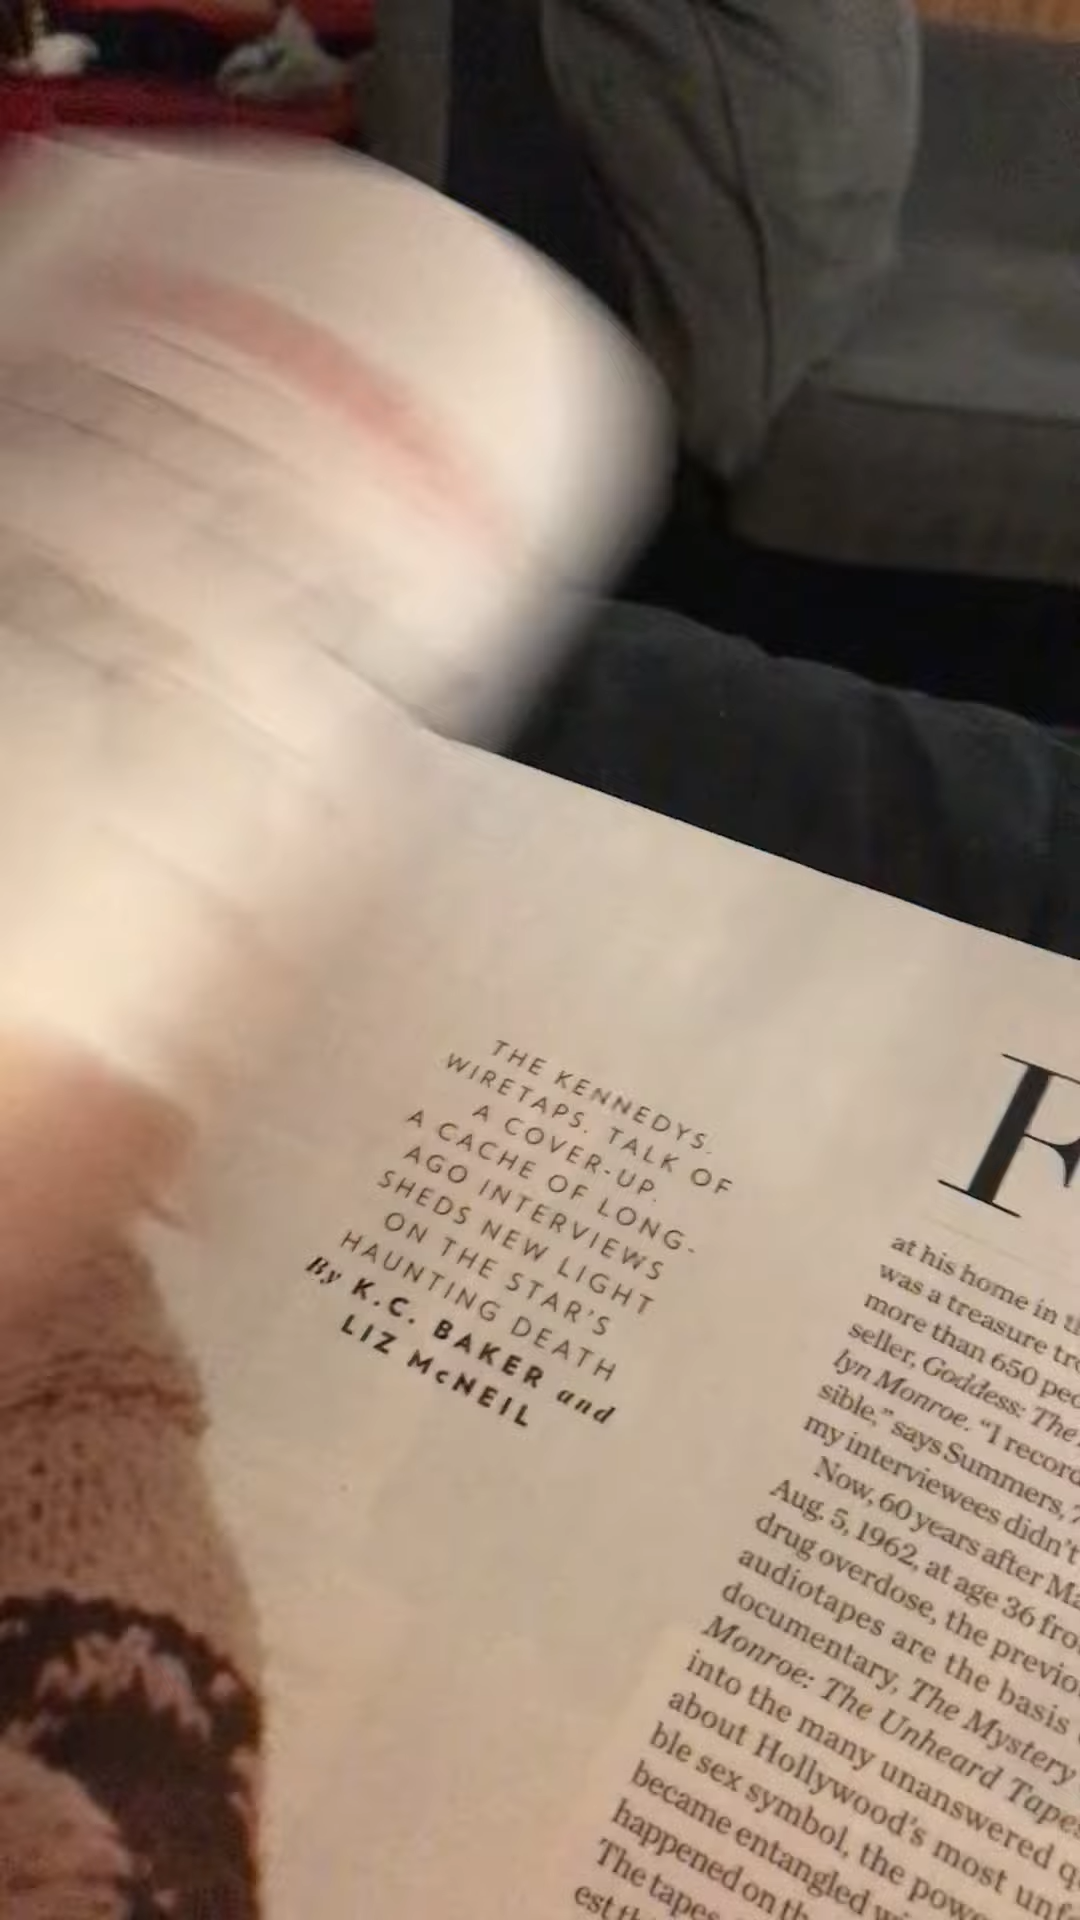 THE KENNEDYS.
WIRETAPS. TALK OF
A COVER-UP.
A CACHE OF LONG-
AGO INTERVIEWS
SHEDS NEW LIGHT
ON THE STAR'S
HAUNTING DEATH
By K.C. BAKER and
LIZ McNEIL
F
at his home in
was a treasure
more than 650
seller, Goddess: The
lyn Monroe. "I
sible," says Summers,
my interviewees didn't
Now, 60 years after
Aug. 5, 1962, at age 36
drug overdose, the
audiotapes are the basis
documentary, The Mystery
Monroe: The Unheard Tapes
into the many unanswered
about Hollywood's most
ble sex symbol, the
became entangled
happened on
The tapes